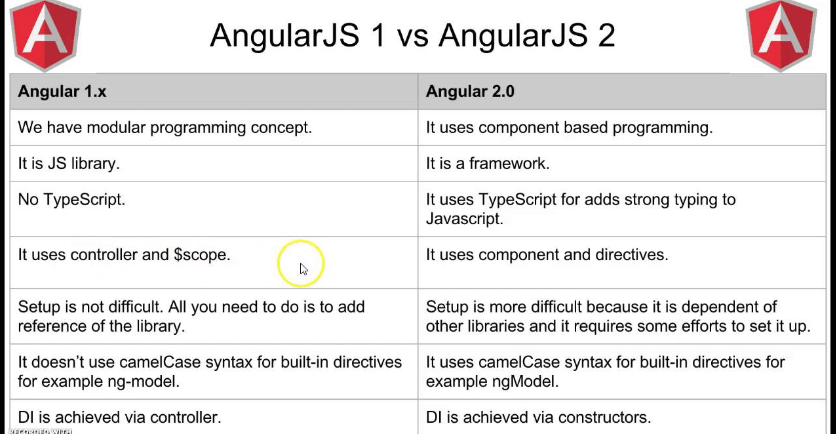 AngularJS 1 vs AngularJS 2
Angular 1.x
Angular 2.0
We have modular programming concept.
It uses component based programming.
It is JS library.
It is a framework.
No TypeScript.
It uses TypeScript for adds strong typing to
Javascript.
It uses controller and $scope.
It uses component and directives.
Setup is not difficult. All you need to do is to add
reference of the library.
Setup is more difficult because it is dependent of
other libraries and it requires some efforts to set it up.
It doesn't use camelCase syntax for built-in directives
for example ng-model.
It uses camelCase syntax for built-in directives for
example ngModel.
DI is achieved via controller.
DI is achieved via constructors.
RECORDED WITH